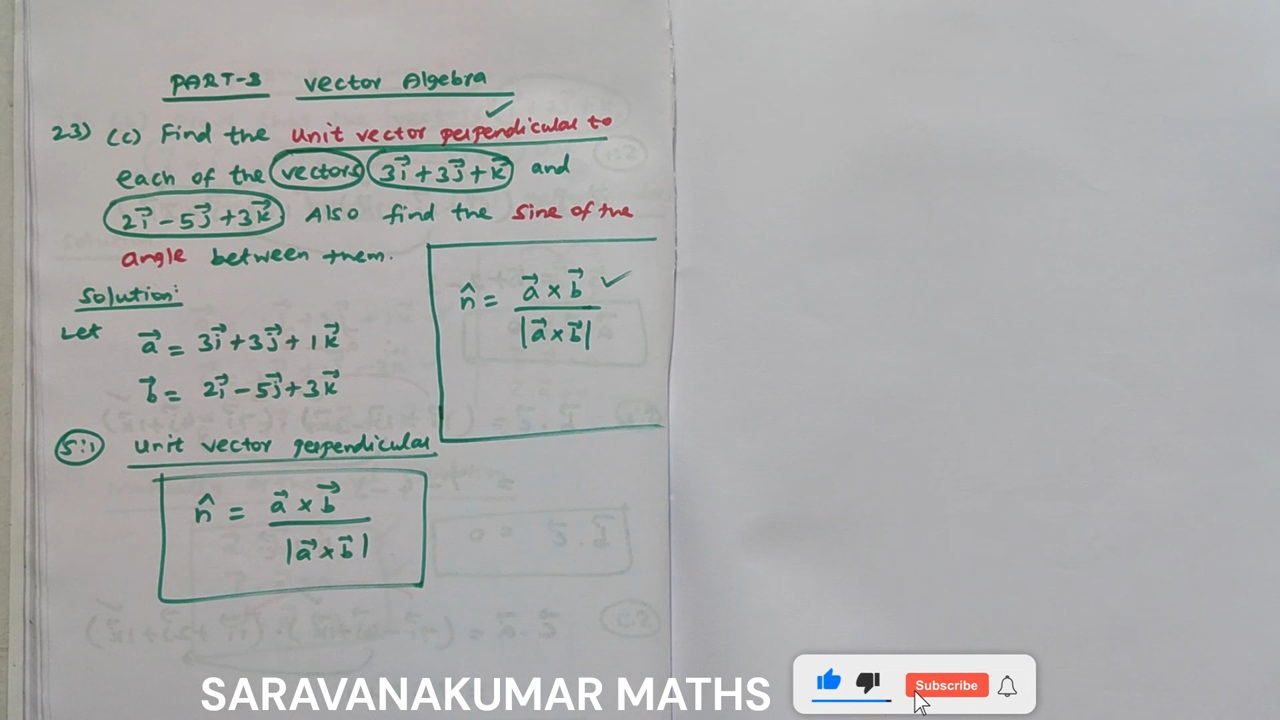 PART-B Vector Algebra
23) (c) Find the unit vector perpendicular to
each of the vectors 3i⃗ + 3j⃗ + k⃗ and
2i⃗ - 5j⃗ + 3k⃗ Also find the sine of the
angle between them.
Solution:
Let a⃗ = 3i⃗ + 3j⃗ + 1k⃗
b⃗ = 2i⃗ - 5j⃗ + 3k⃗
n̂ = a⃗ × b⃗ / |a⃗ × b⃗|
S:1 unit vector perpendicular
n̂ = a⃗ × b⃗ / |a⃗ × b⃗|
SARAVANAKUMAR MATHS
Subscribe